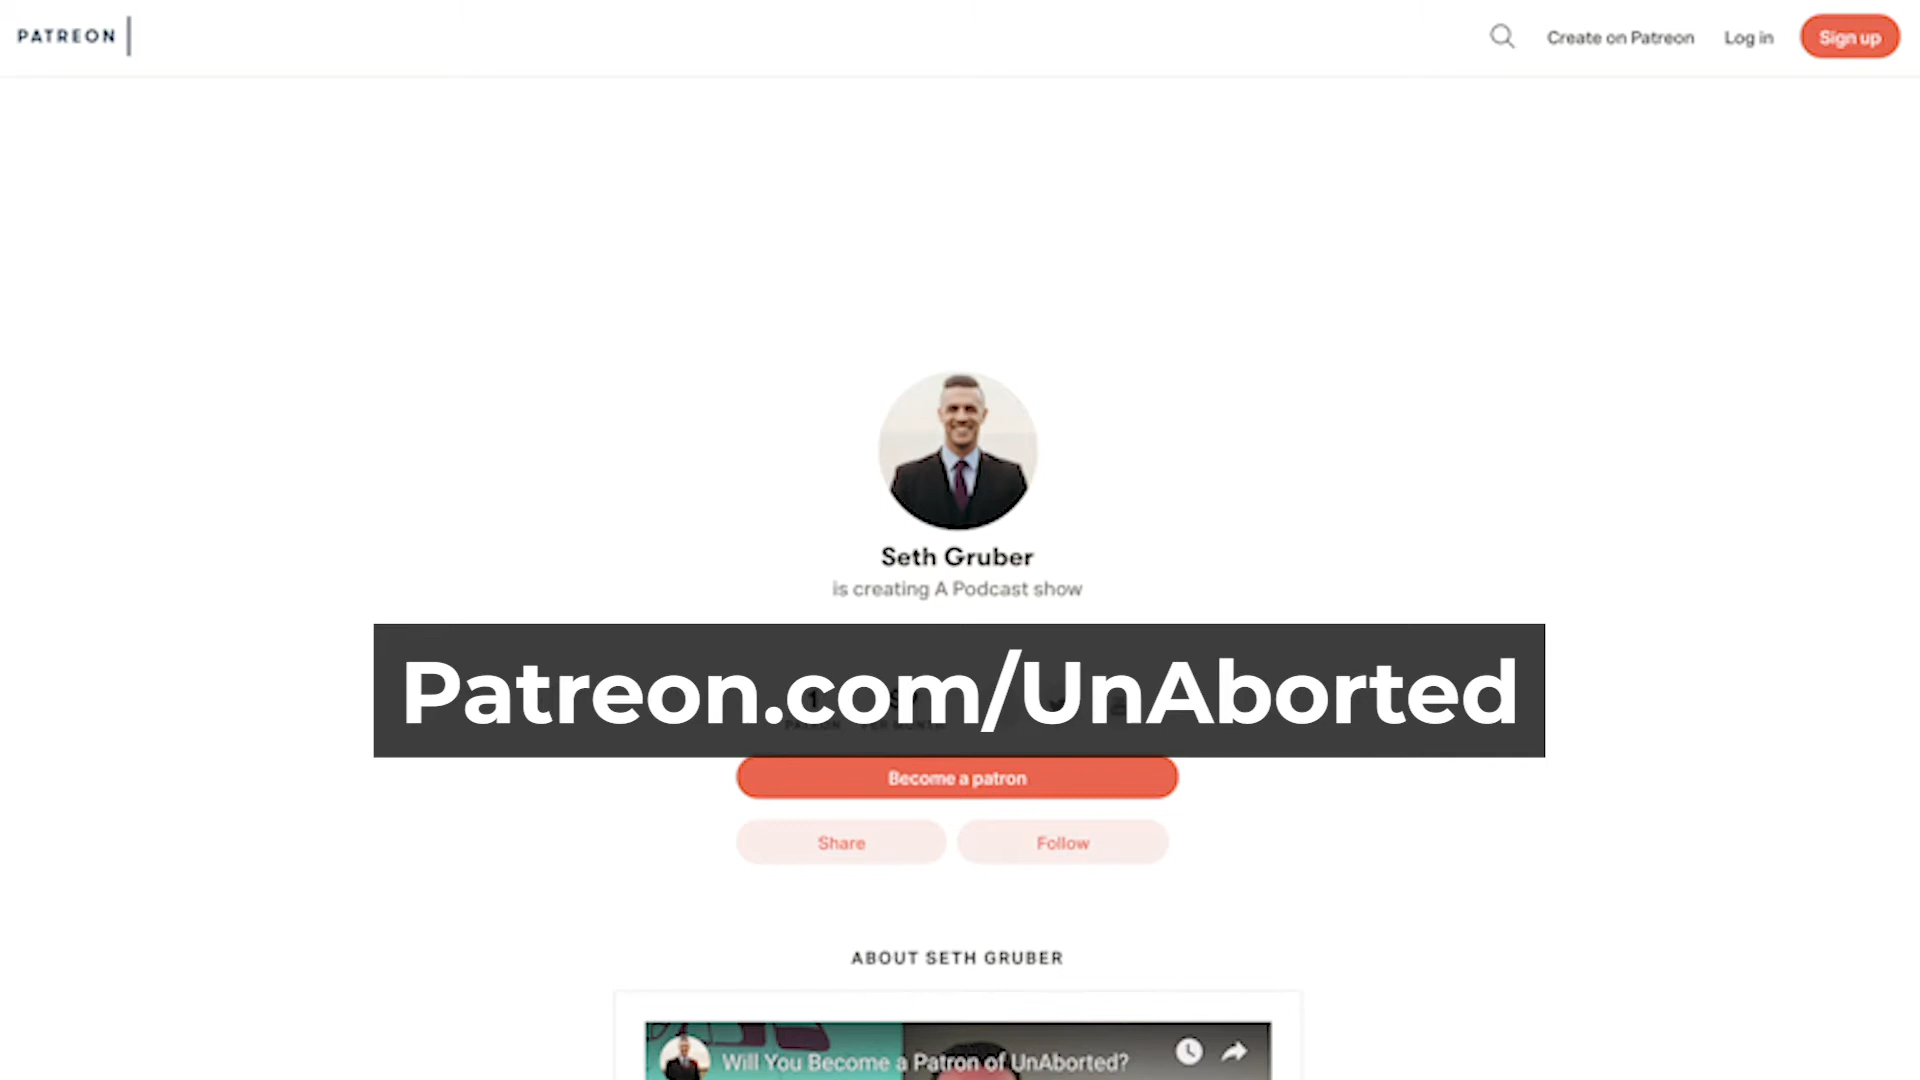 PATREON
Create on Patreon
Log in
Sign up
Seth Gruber
is creating A Podcast show
Patreon.com/UnAborted
Become a patron
Share
Follow
ABOUT SETH GRUBER
Will You Become a Patron of UnAborted?